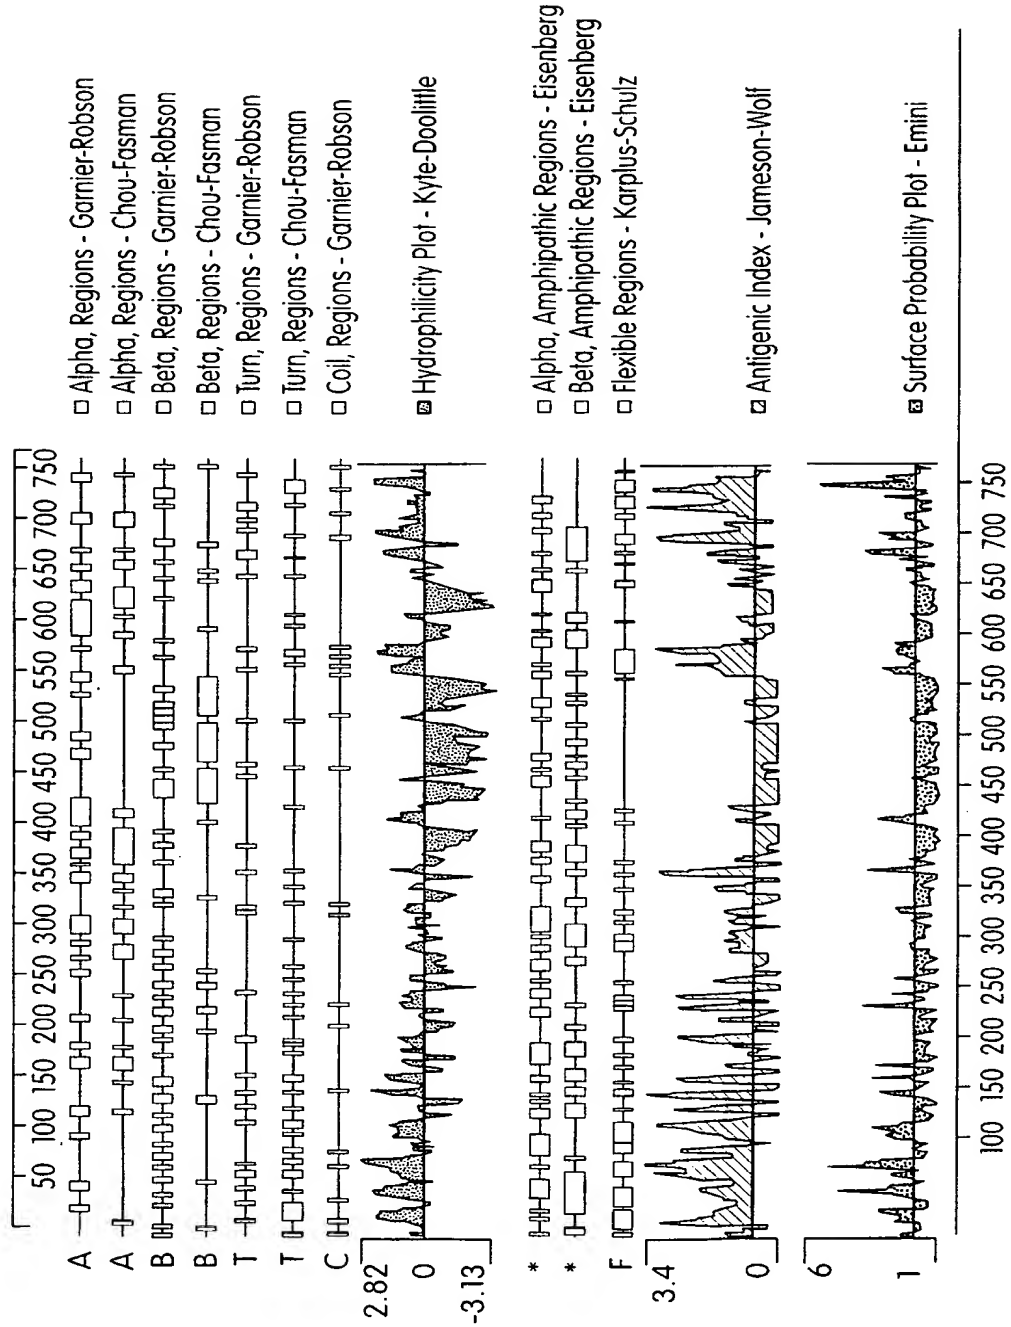 50 100 150 200 250 300 350 400 450 500 550 600 650 700 750
A □ Alpha, Regions - Garnier-Robson
A □ Alpha, Regions - Chou-Fasman
B □ Beta, Regions - Garnier-Robson
B □ Beta, Regions - Chou-Fasman
T □ Turn, Regions - Garnier-Robson
T □ Turn, Regions - Chou-Fasman
C □ Coil, Regions - Garnier-Robson
2.82
0 Hydrophilicity Plot - Kyte-Doolittle
-3.13
* □ Alpha, Amphipathic Regions - Eisenberg
* □ Beta, Amphipathic Regions - Eisenberg
F □ Flexible Regions - Karplus-Schulz
3.4
0 Antigenic Index - Jameson-Wolf
6
1 Surface Probability Plot - Emini
100 150 200 250 300 350 400 450 500 550 600 650 700 750